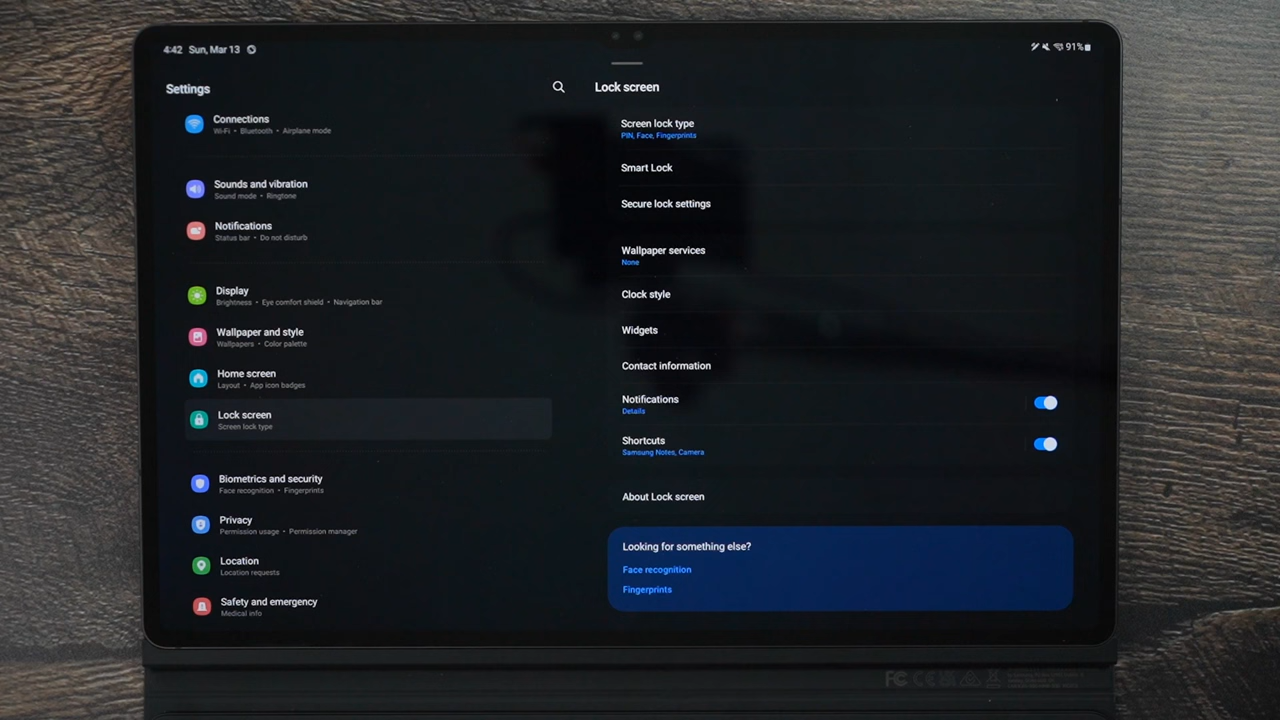 4:42 Sun, Mar 13
91%
Settings
Connections
Wi-Fi • Bluetooth • Airplane mode
Sounds and vibration
Sound mode • Ringtone
Notifications
Status bar • Do not disturb
Display
Brightness • Eye comfort shield • Navigation bar
Wallpaper and style
Wallpapers • Color palette
Home screen
Layout • App icon badges
Lock screen
Screen lock type
Biometrics and security
Face recognition • Fingerprints
Privacy
Permission usage • Permission manager
Location
Location requests
Safety and emergency
Medical info
Lock screen
Screen lock type
PIN, Face, Fingerprints
Smart Lock
Secure lock settings
Wallpaper services
None
Clock style
Widgets
Contact information
Notifications
Details
Shortcuts
Samsung Notes, Camera
About Lock screen
Looking for something else?
Face recognition
Fingerprints
FC CE